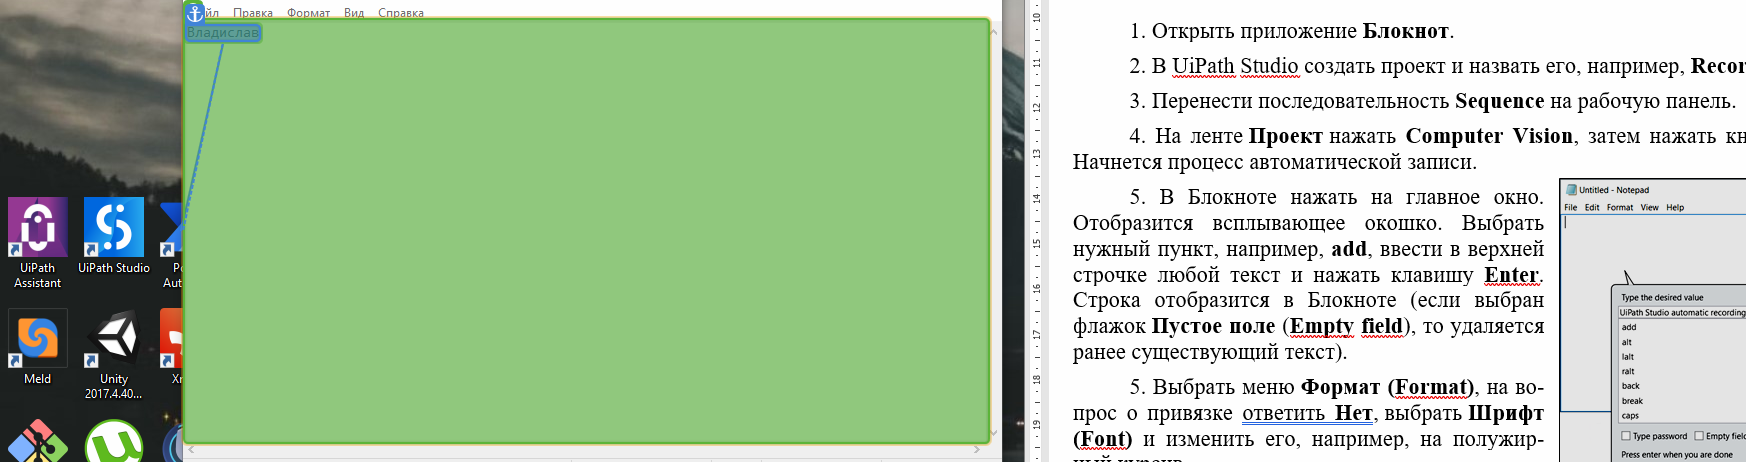 Правка Формат Вид Справка
Владислав
UiPath Assistant
UiPath Studio
Meld
Unity 2017.4.40...
10
11
12
13
14
15
16
17
18
19
1. Открыть приложение Блокнот.
2. В UiPath Studio создать проект и назвать его, например, Recor
3. Перенести последовательность Sequence на рабочую панель.
4. На ленте Проект нажать Computer Vision, затем нажать кн
Начнется процесс автоматической записи.
5. В Блокноте нажать на главное окно.
Отобразится всплывающее окошко. Выбрать
нужный пункт, например, add, ввести в верхней
строчке любой текст и нажать клавишу Enter.
Строка отобразится в Блокноте (если выбран
флажок Пустое поле (Empty field), то удаляется
ранее существующий текст).
5. Выбрать меню Формат (Format), на во-
прос о привязке ответить Нет, выбрать Шрифт
(Font) и изменить его, например, на полужир-
Untitled - Notepad
File Edit Format View Help
Type the desired value
UiPath Studio automatic recording
add
alt
lalt
ralt
back
break
caps
Type password Empty field
Press enter when you are done